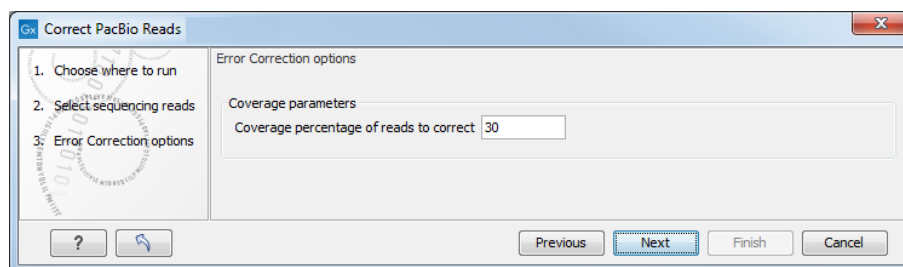 Gx Correct PacBio Reads
1. Choose where to run
2. Select sequencing reads
3. Error Correction options
Error Correction options
Coverage parameters
Coverage percentage of reads to correct 30
?
Previous Next Finish Cancel